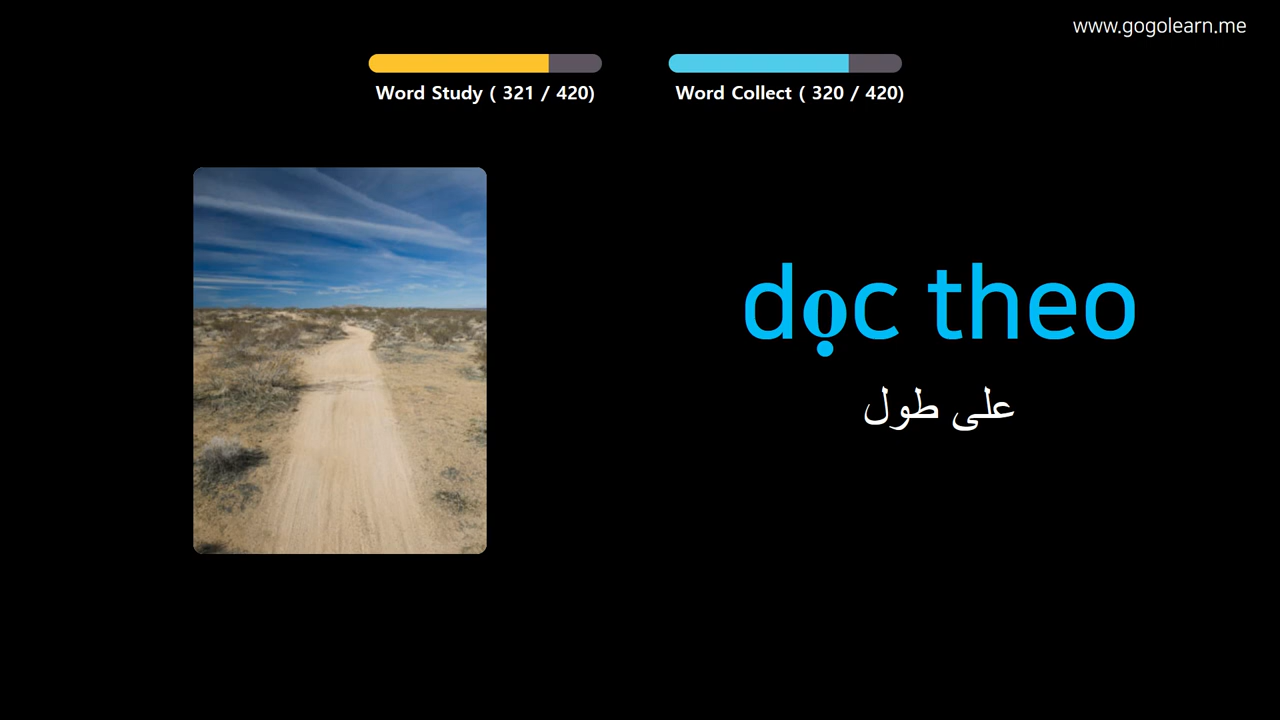 www.gogolearn.me
Word Study ( 321 / 420)
Word Collect ( 320 / 420)
dọc theo
على طول